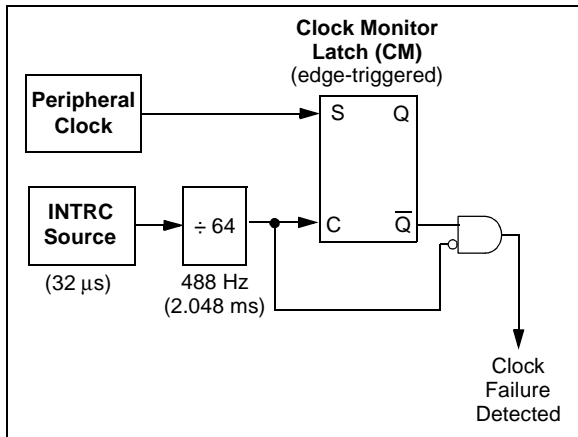 Clock Monitor
Latch (CM)
(edge-triggered)
Peripheral
Clock
S
Q
INTRC
Source
÷ 64
C
Q̅
(32 μs)
488 Hz
(2.048 ms)
Clock
Failure
Detected